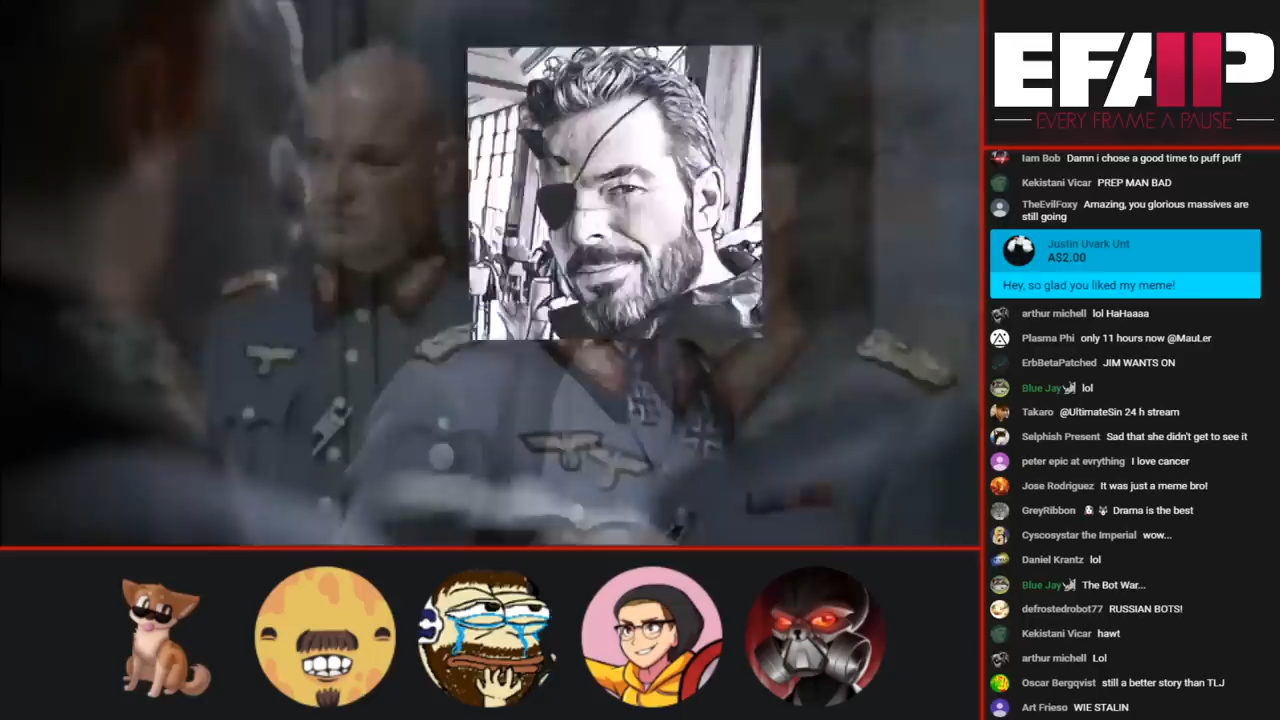 EFAP
EVERY FRAME A PAUSE
Iam Bob Damn i chose a good time to puff puff
Kekistani Vicar PREP MAN BAD
TheEvilFoxy Amazing, you glorious massives are
still going
Justin Uvark Unt
A$2.00
Hey, so glad you liked my meme!
arthur michell lol HaHaaaa
Plasma Phi only 11 hours now @MauLer
ErbBetaPatched JIM WANTS ON
Blue Jay lol
Takaro @UltimateSin 24 h stream
Selphish Present Sad that she didn't get to see it
peter epic at evrything I love cancer
Jose Rodriguez It was just a meme bro!
GreyRibbon Drama is the best
Cyscosystar the Imperial wow...
Daniel Krantz lol
Blue Jay The Bot War...
defrostedrobot77 RUSSIAN BOTS!
Kekistani Vicar hawt
arthur michell Lol
Oscar Bergqvist still a better story than TLJ
Art Frieso WIE STALIN